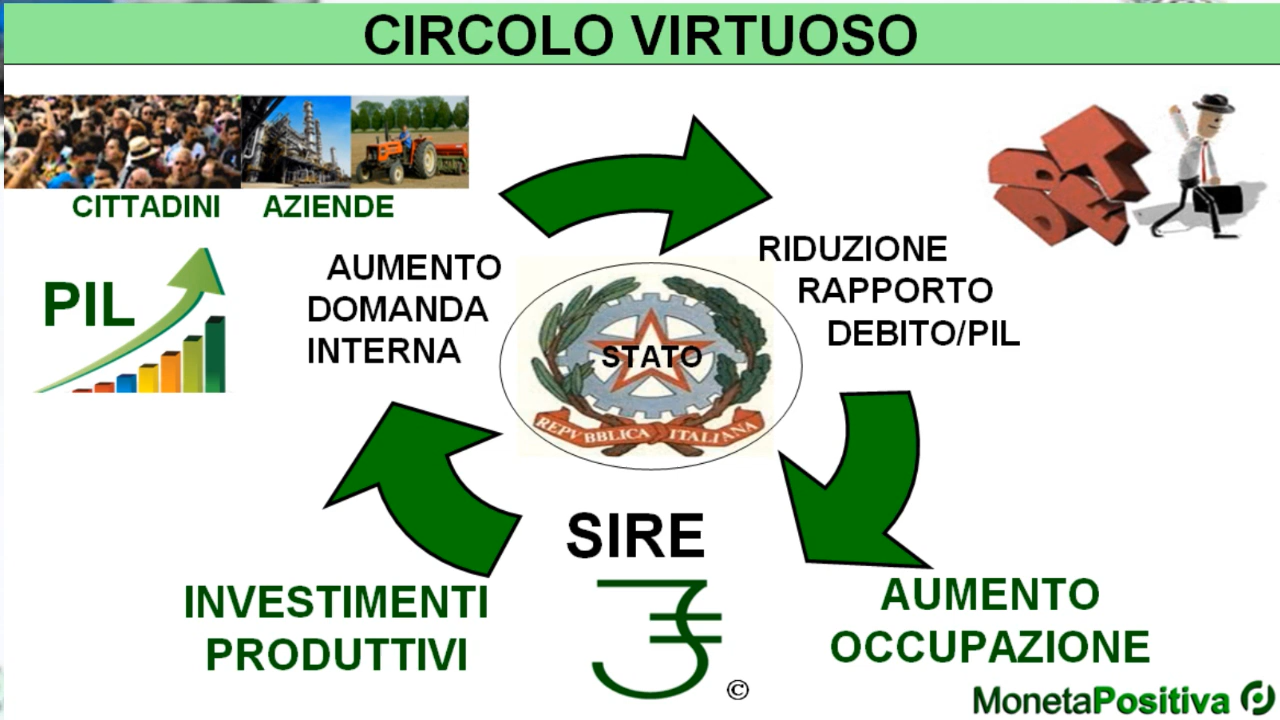 CIRCOLO VIRTUOSO
CITTADINI
AZIENDE
PIL
AUMENTO
DOMANDA
INTERNA
RIDUZIONE
RAPPORTO
DEBITO/PIL
DEBT
STATO
REPVBBLICA ITALIANA
SIRE
©
INVESTIMENTI
PRODUTTIVI
AUMENTO
OCCUPAZIONE
MonetaPositiva